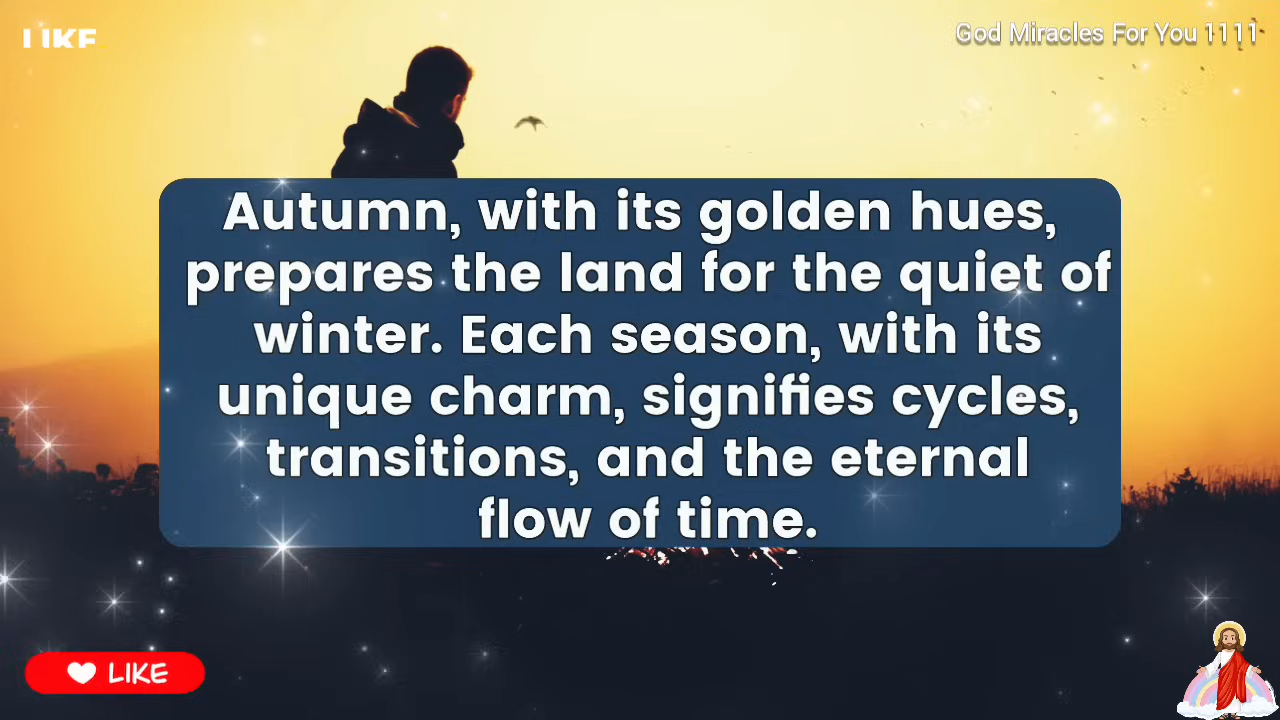 LIKE
God Miracles For You 1111
Autumn, with its golden hues,
prepares the land for the quiet of
winter. Each season, with its
unique charm, signifies cycles,
transitions, and the eternal
flow of time.
LIKE